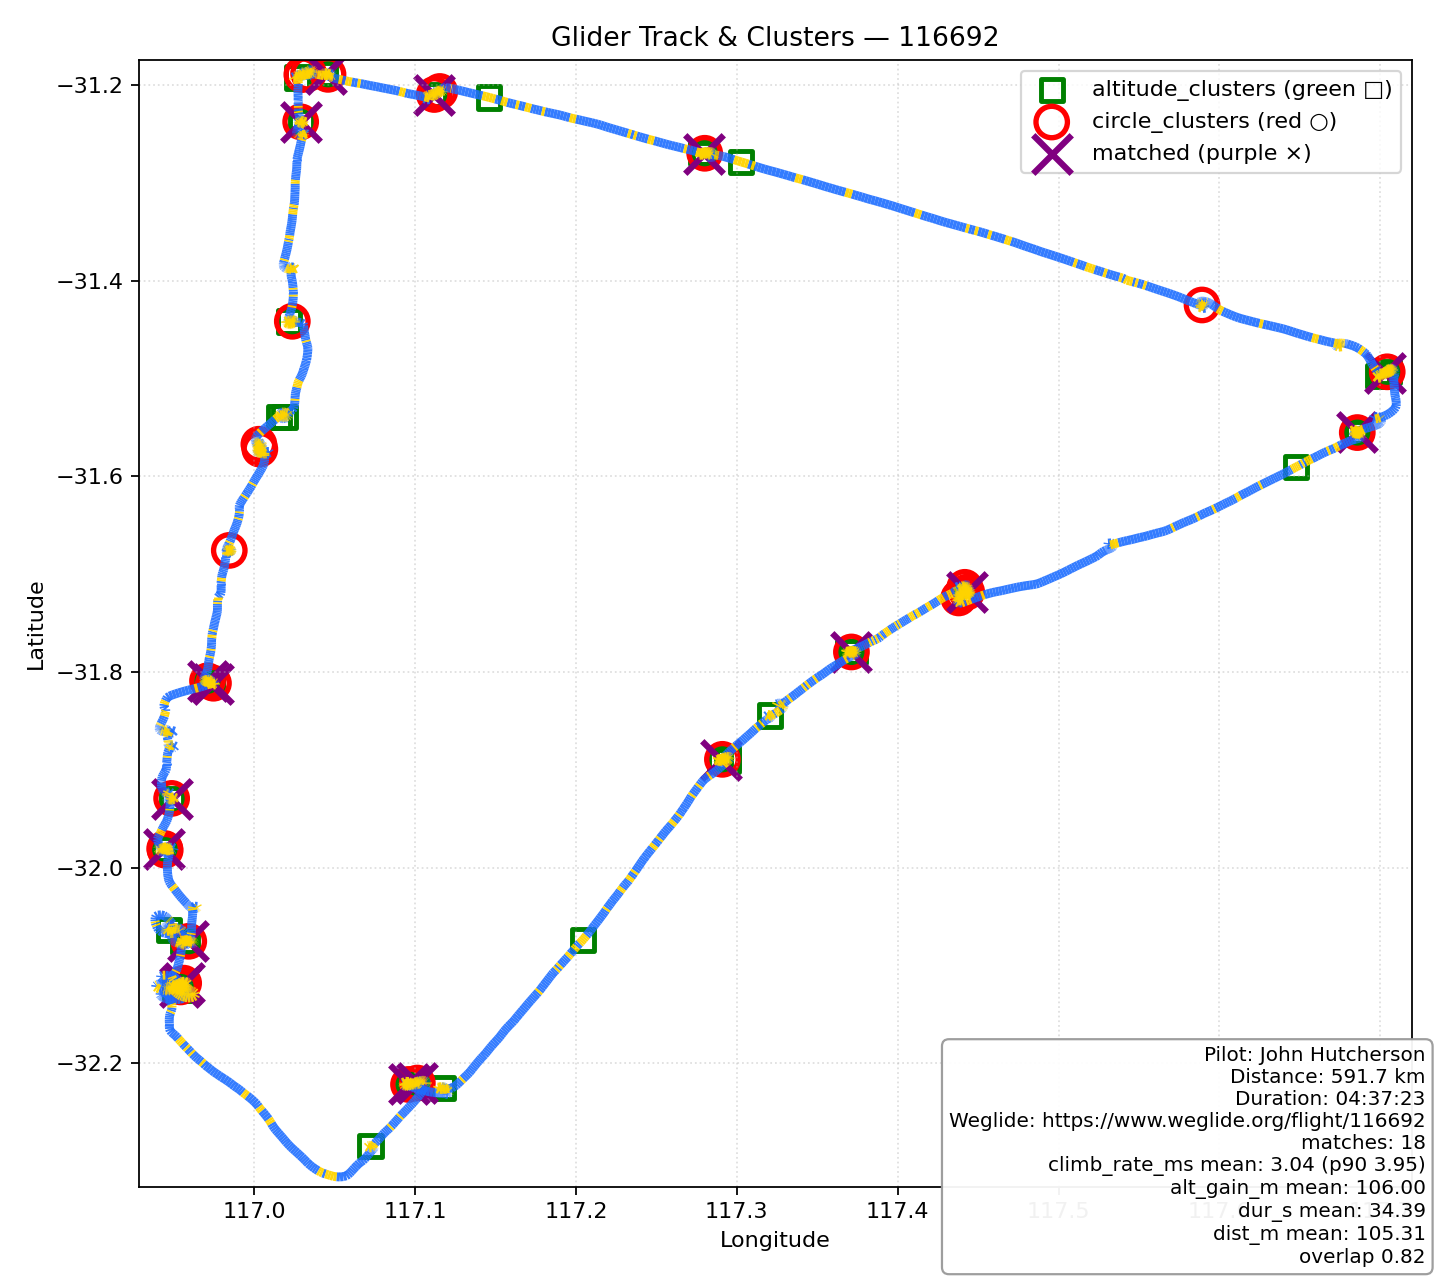 Glider Track & Clusters — 116692
altitude_clusters (green □)
circle_clusters (red ○)
matched (purple ×)
−31.2
−31.4
−31.6
−31.8
−32.0
−32.2
Latitude
117.0
117.1
117.2
117.3
117.4
117.5
Longitude
Pilot: John Hutcherson
Distance: 591.7 km
Duration: 04:37:23
Weglide: https://www.weglide.org/flight/116692
matches: 18
climb_rate_ms mean: 3.04 (p90 3.95)
alt_gain_m mean: 106.00
dur_s mean: 34.39
dist_m mean: 105.31
overlap 0.82